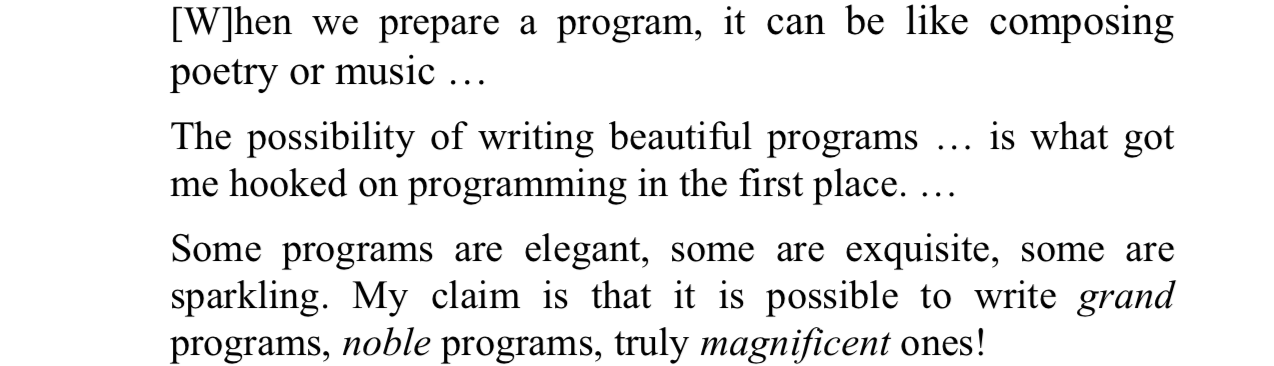 [W]hen we prepare a program, it can be like composing
poetry or music …
The possibility of writing beautiful programs … is what got
me hooked on programming in the first place. …
Some programs are elegant, some are exquisite, some are
sparkling. My claim is that it is possible to write grand
programs, noble programs, truly magnificent ones!